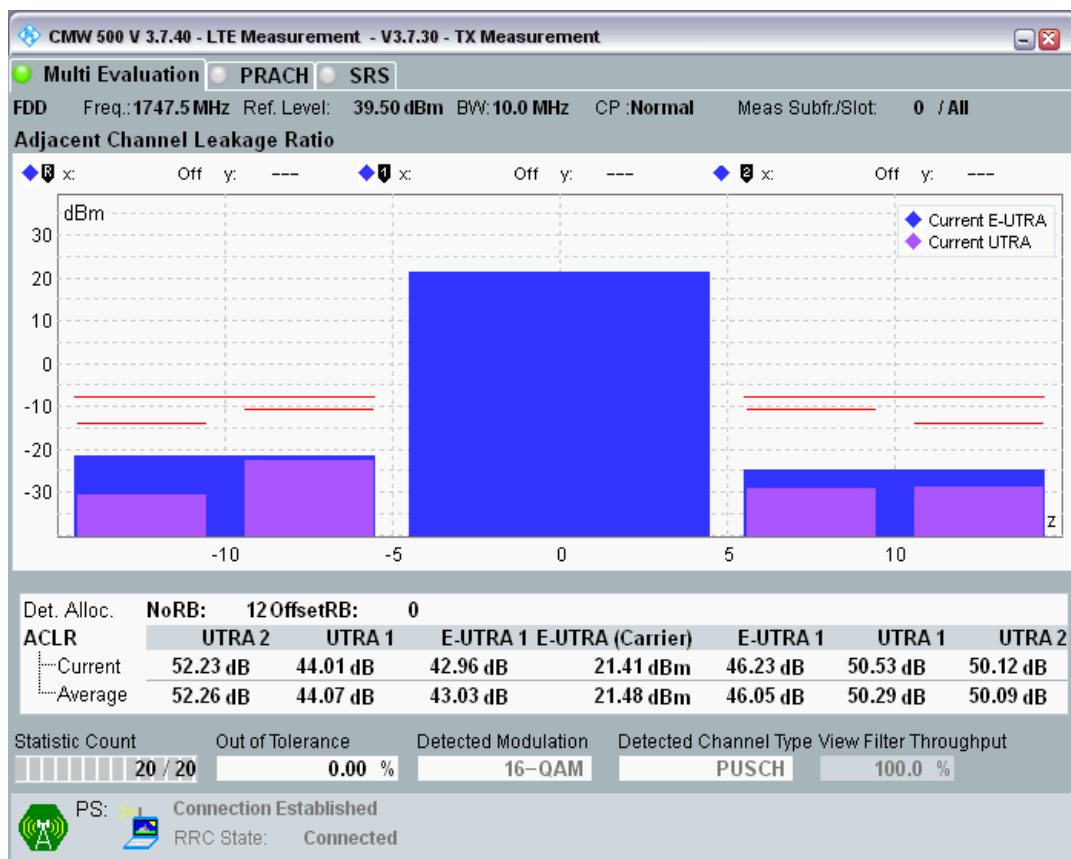 CMW 500 V 3.7.40 - LTE Measurement - V3.7.30 - TX Measurement
Multi Evaluation PRACH SRS
FDD Freq.: 1747.5 MHz Ref. Level: 39.50 dBm BW: 10.0 MHz CP :Normal Meas Subfr./Slot: 0 / All
Adjacent Channel Leakage Ratio
R x: Off y: --- 1 x: Off y: --- 2 x: Off y: ---
dBm
Current E-UTRA
Current UTRA
30
20
10
0
-10
-20
-30
z
-10 -5 0 5 10
Det. Alloc. NoRB: 12 OffsetRB: 0
ACLR UTRA 2 UTRA 1 E-UTRA 1 E-UTRA (Carrier) E-UTRA 1 UTRA 1 UTRA 2
Current 52.23 dB 44.01 dB 42.96 dB 21.41 dBm 46.23 dB 50.53 dB 50.12 dB
Average 52.26 dB 44.07 dB 43.03 dB 21.48 dBm 46.05 dB 50.29 dB 50.09 dB
Statistic Count Out of Tolerance Detected Modulation Detected Channel Type View Filter Throughput
20 / 20 0.00 % 16-QAM PUSCH 100.0 %
PS: Connection Established
RRC State: Connected